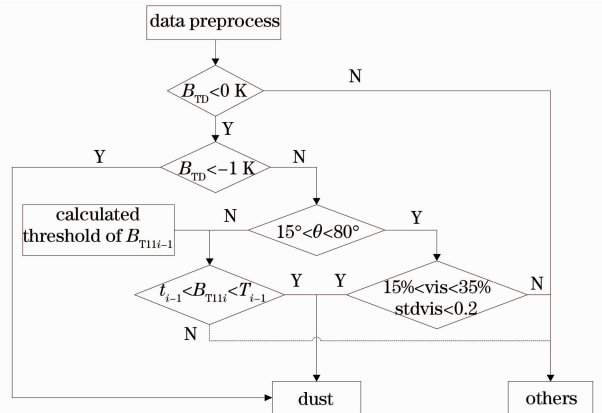 data preprocess
N
B_TD<0 K
Y
Y
B_TD<−1 K
N
calculated
threshold of B_T11i−1
N
15°<θ<80°
Y
t_i−1<B_T11i<T_i−1
Y
Y
15%<vis<35%
stdvis<0.2
N
N
dust
others